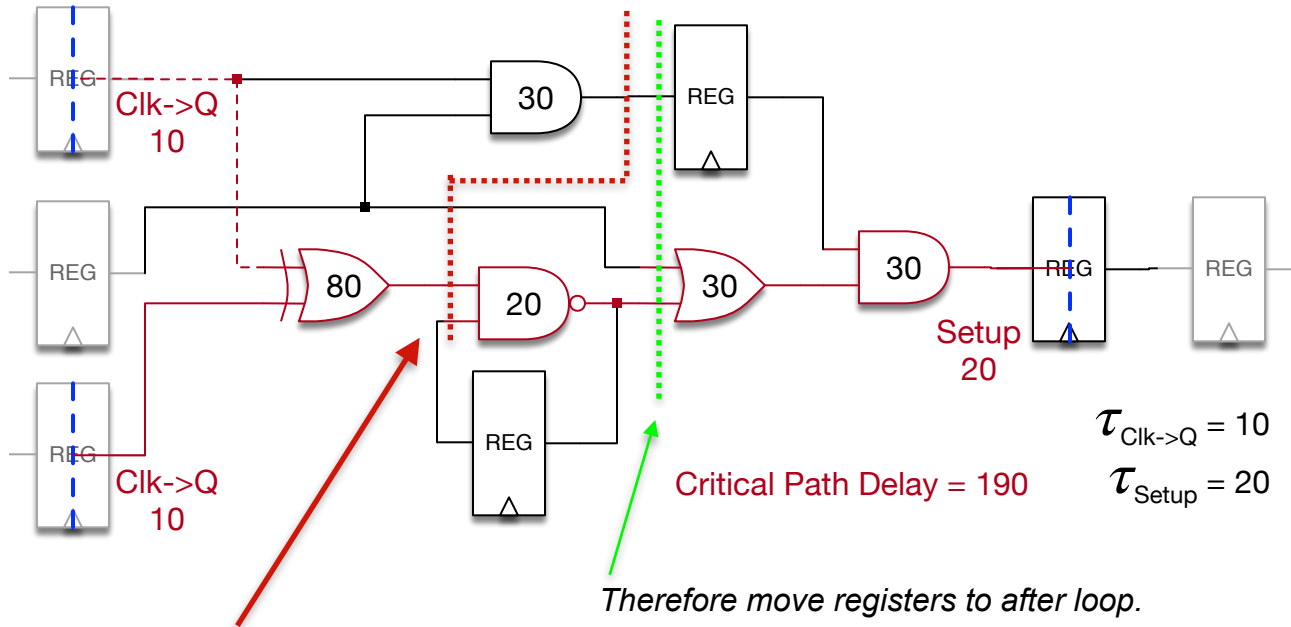 REG
Clk->Q
10
30
REG
REG
80
20
30
30
REG
REG
Setup
20
REG
Clk->Q
10
REG
Critical Path Delay = 190
τClk->Q = 10
τSetup = 20
Therefore move registers to after loop.